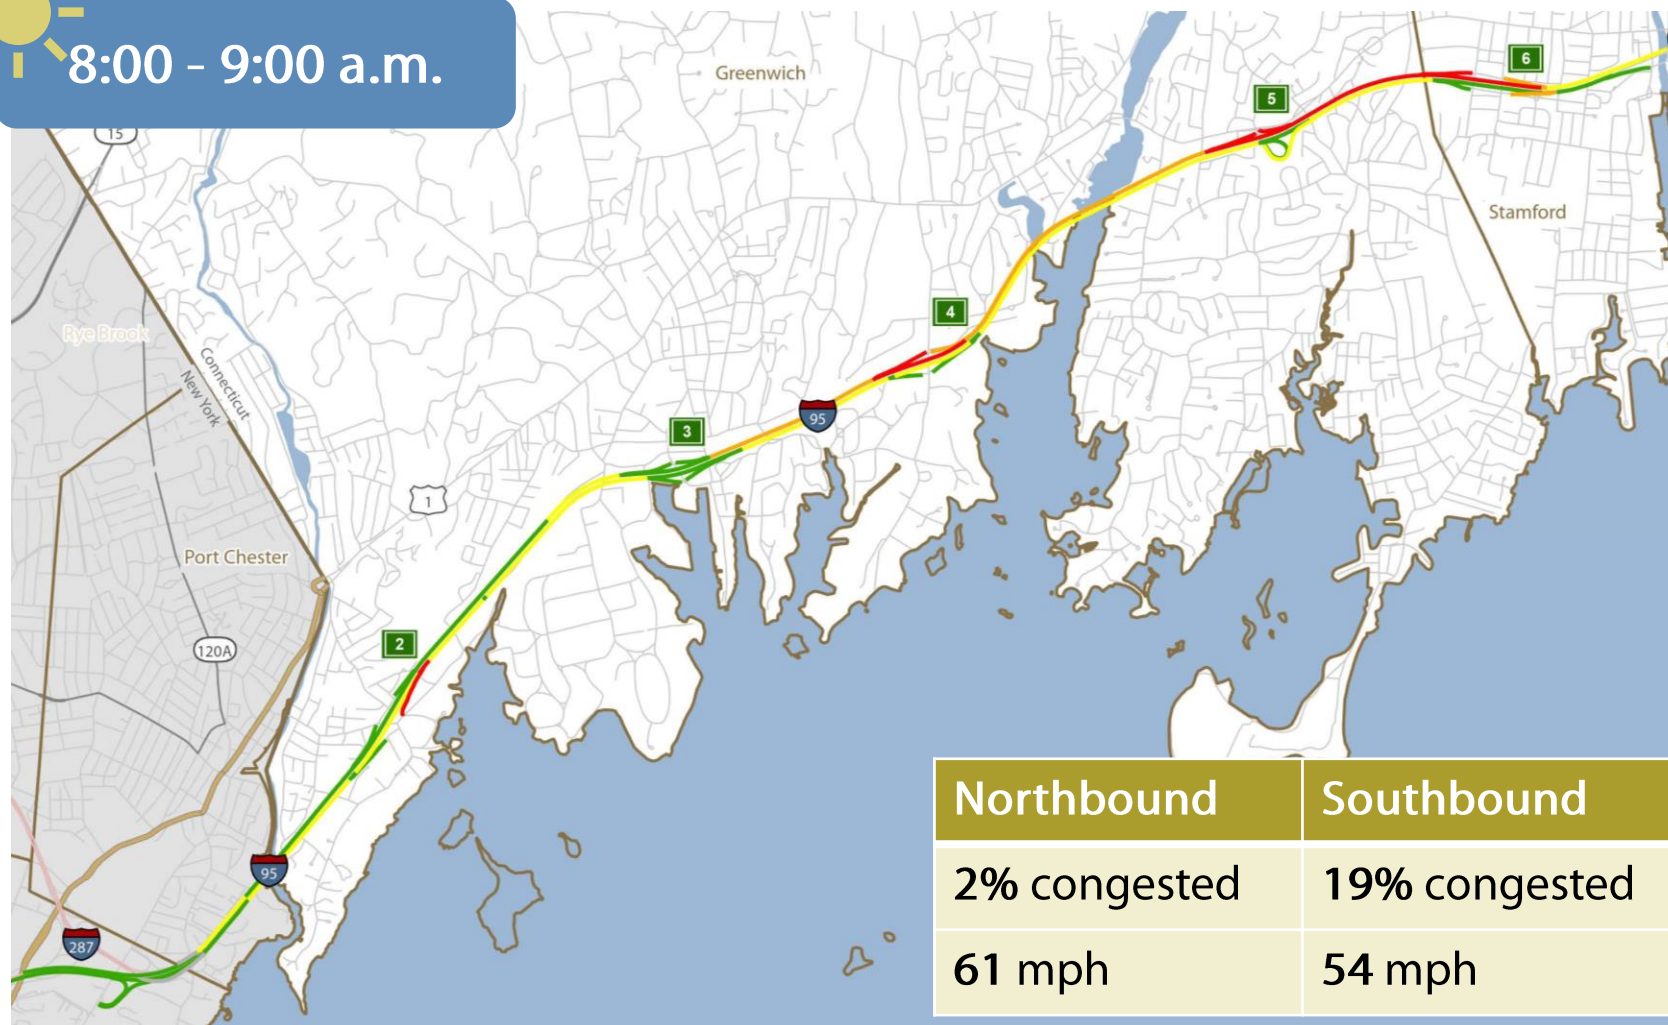 8:00 - 9:00 a.m.
Greenwich
6
5
15
Stamford
4
Rye Brook
Connecticut
New York
95
3
1
Port Chester
2
120A
95
287
Northbound Southbound
2% congested 19% congested
61 mph 54 mph